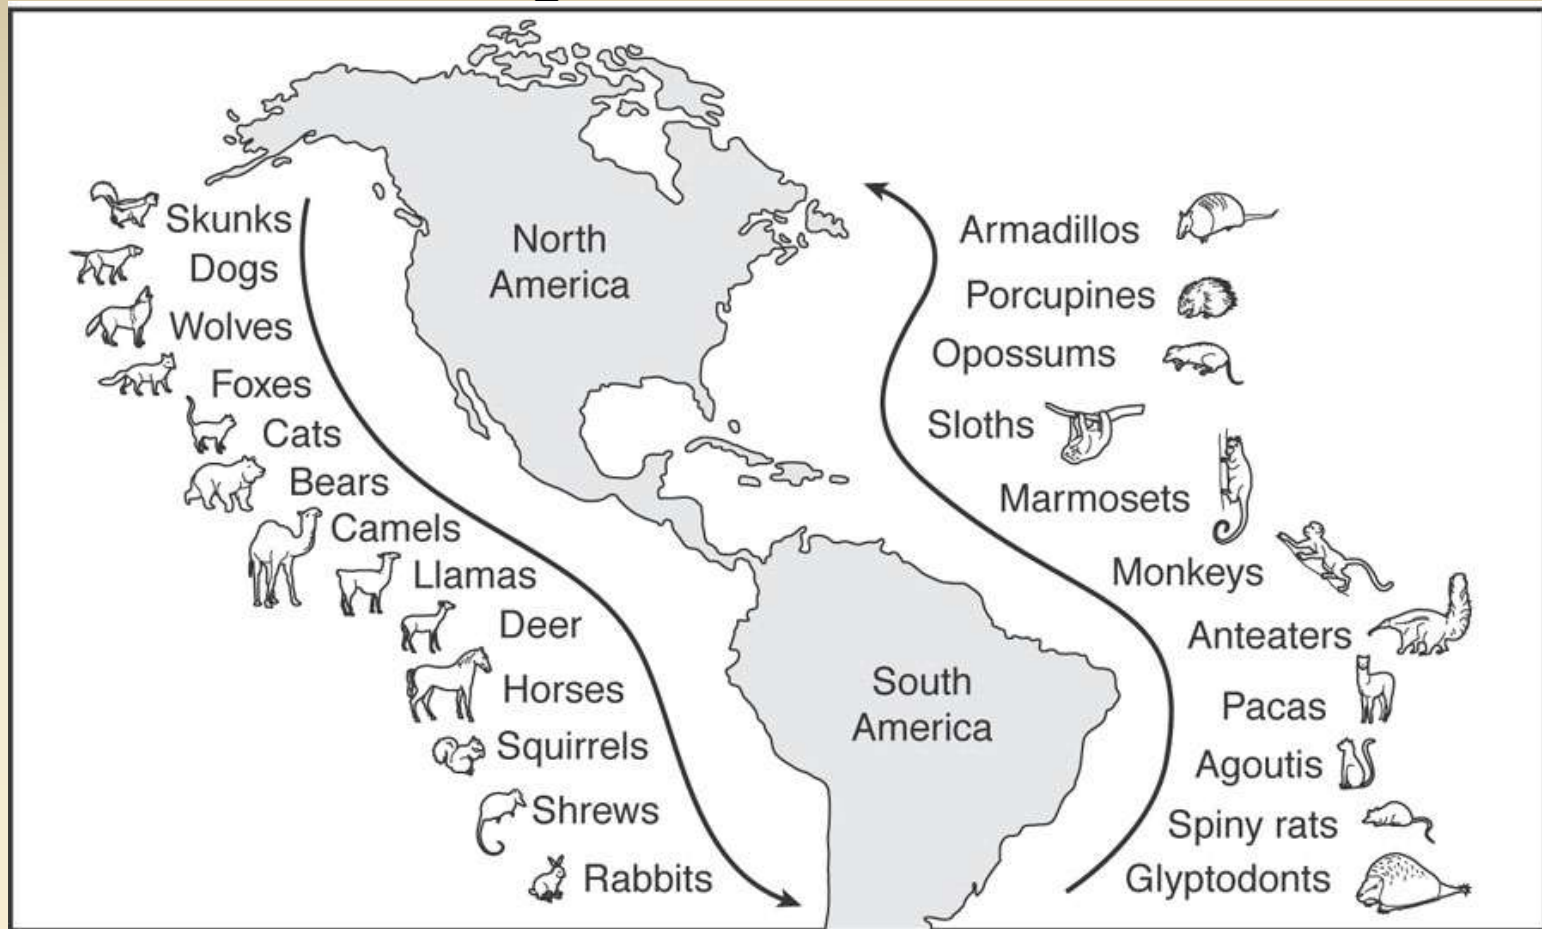 Skunks
Dogs
Wolves
Foxes
Cats
Bears
Camels
Llamas
Deer
Horses
Squirrels
Shrews
Rabbits
North
America
South
America
Armadillos
Porcupines
Opossums
Sloths
Marmosets
Monkeys
Anteaters
Pacas
Agoutis
Spiny rats
Glyptodonts